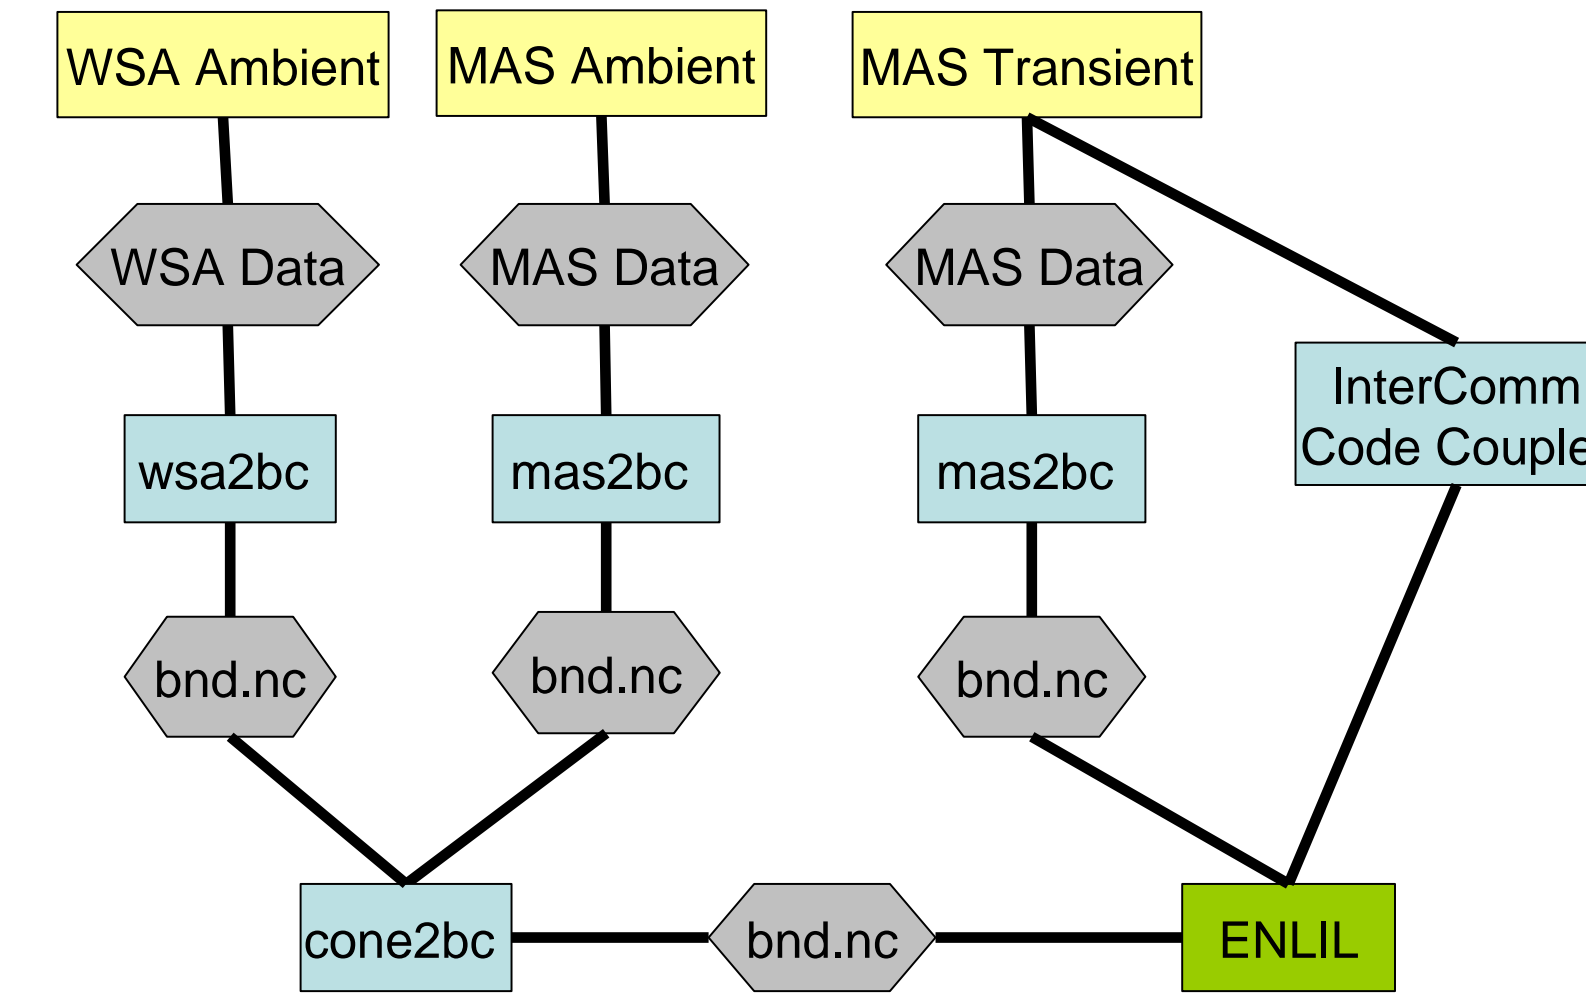 WSA Ambient
MAS Ambient
MAS Transient
WSA Data
MAS Data
MAS Data
InterComm
Code Couple
wsa2bc
mas2bc
mas2bc
bnd.nc
bnd.nc
bnd.nc
cone2bc
bnd.nc
ENLIL